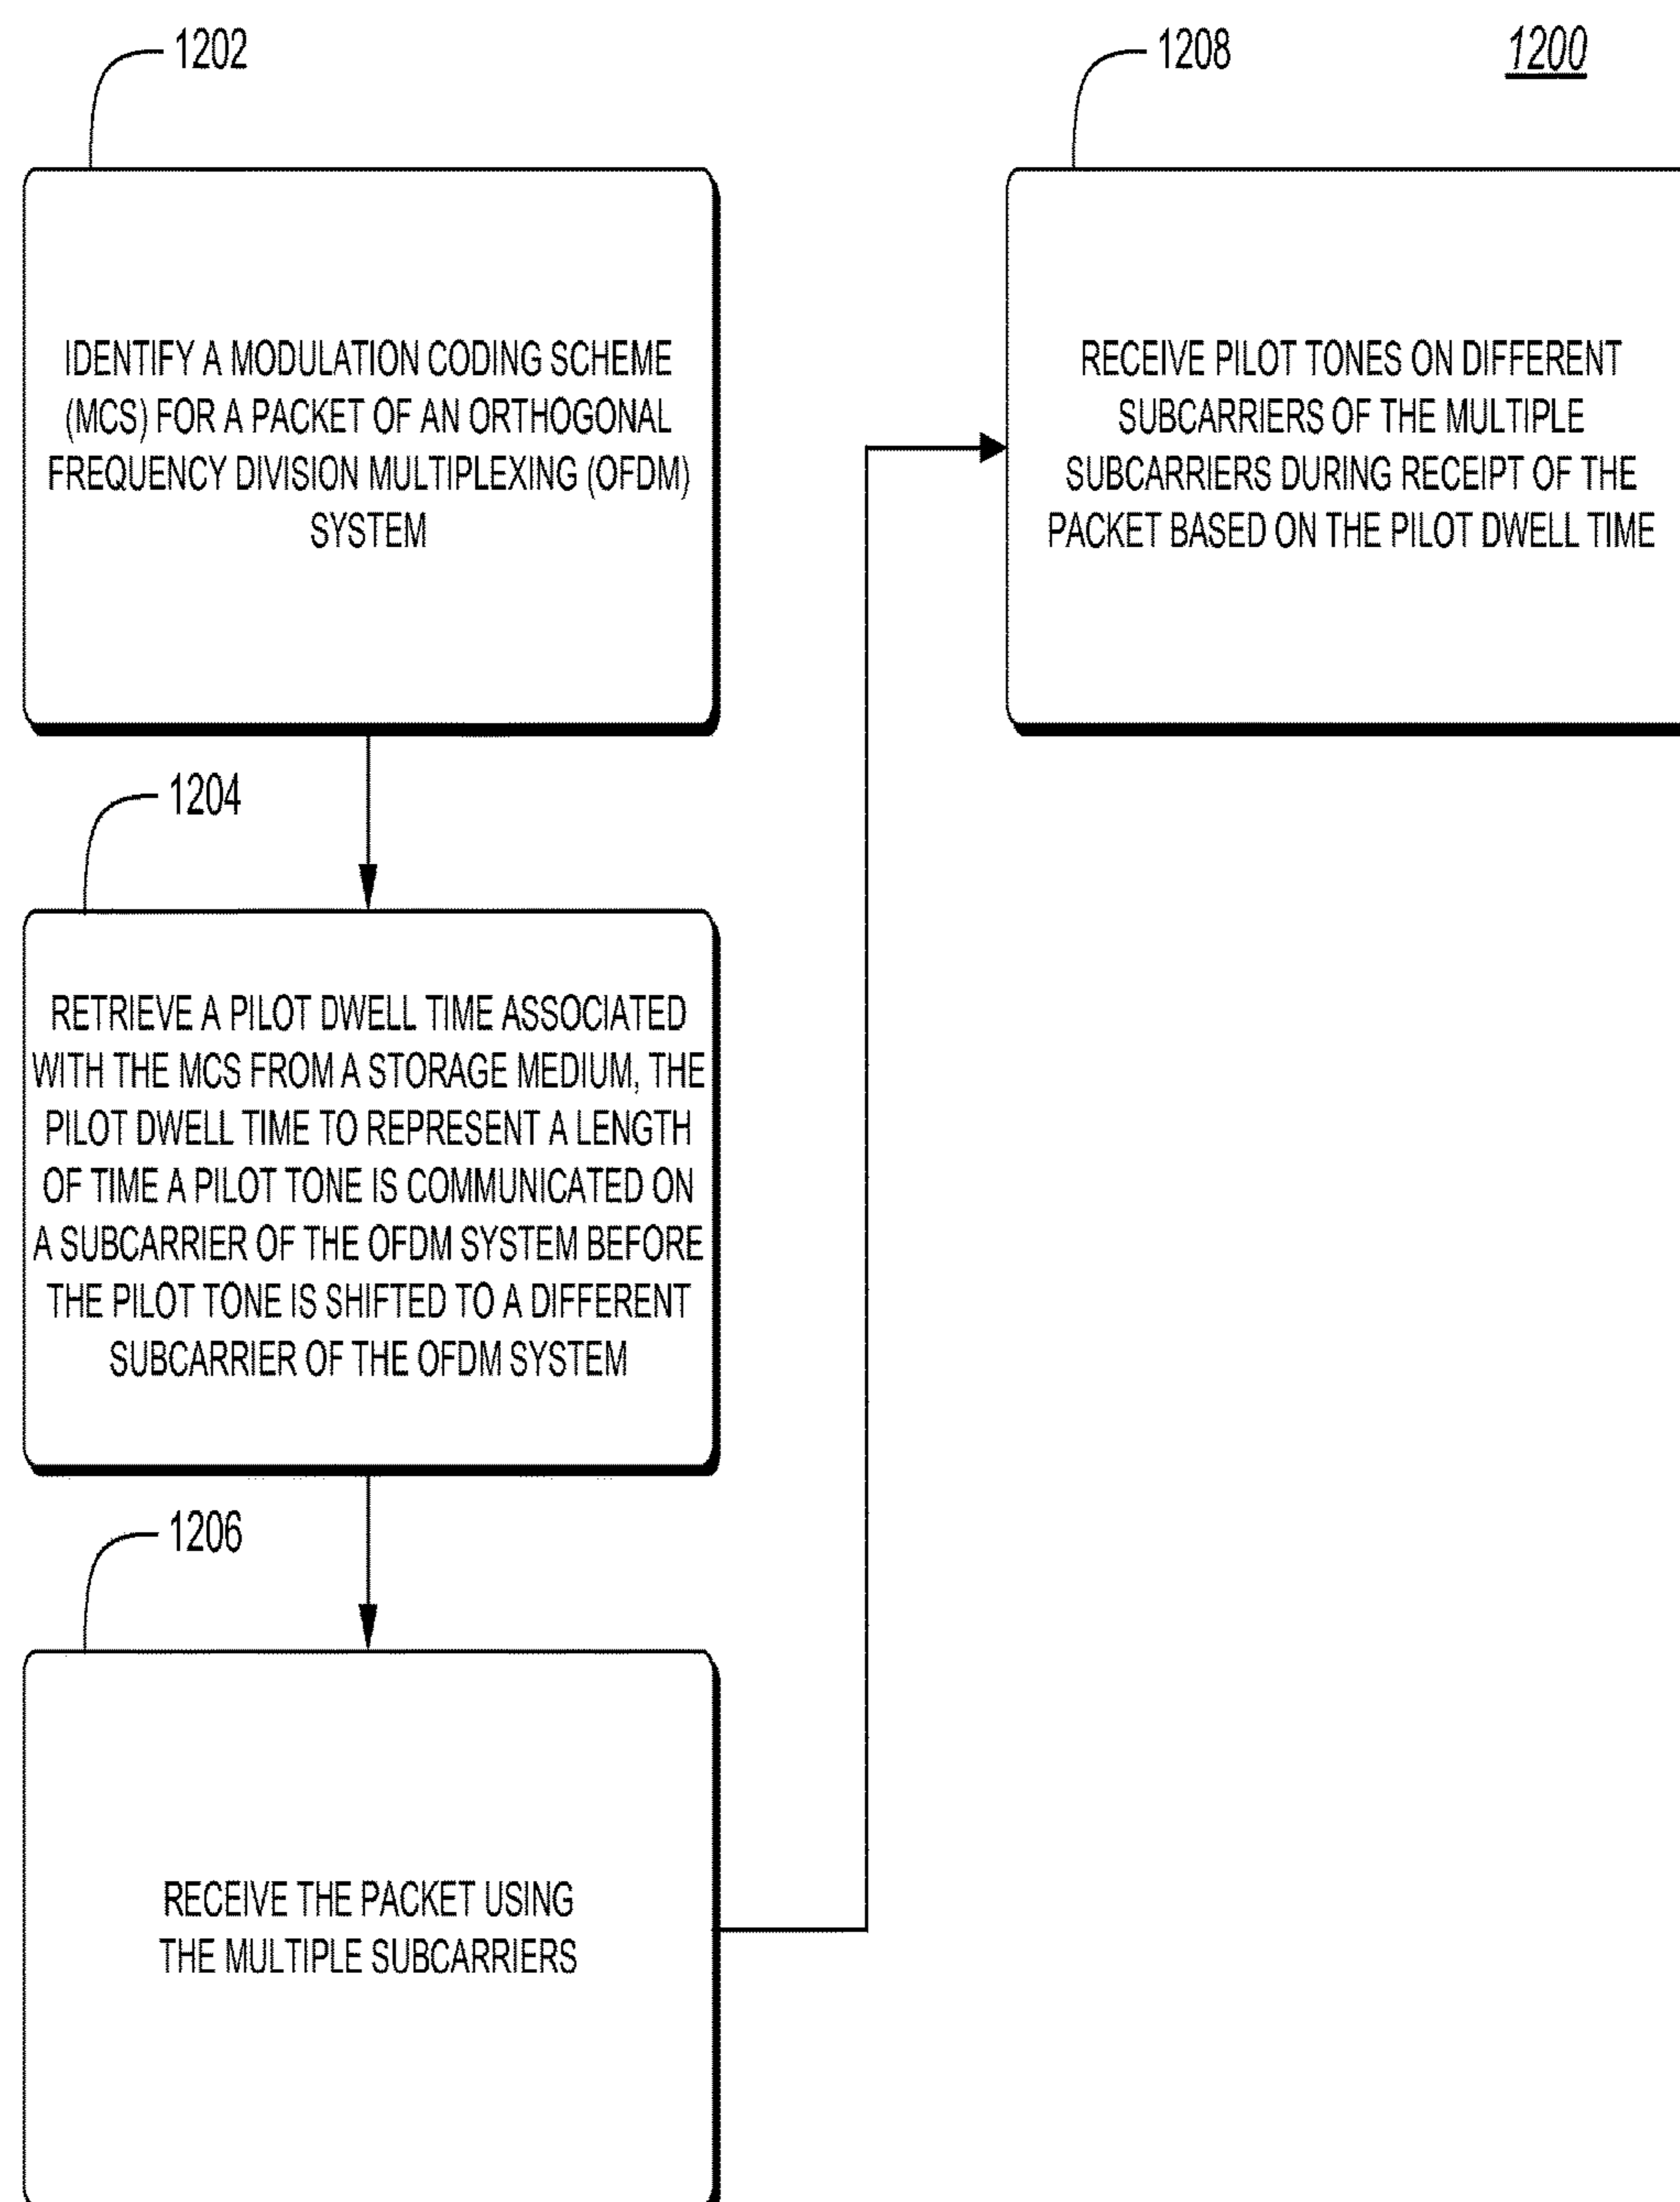 1200
1202
IDENTIFY A MODULATION CODING SCHEME
(MCS) FOR A PACKET OF AN ORTHOGONAL
FREQUENCY DIVISION MULTIPLEXING (OFDM)
SYSTEM
1204
RETRIEVE A PILOT DWELL TIME ASSOCIATED
WITH THE MCS FROM A STORAGE MEDIUM, THE
PILOT DWELL TIME TO REPRESENT A LENGTH
OF TIME A PILOT TONE IS COMMUNICATED ON
A SUBCARRIER OF THE OFDM SYSTEM BEFORE
THE PILOT TONE IS SHIFTED TO A DIFFERENT
SUBCARRIER OF THE OFDM SYSTEM
1206
RECEIVE THE PACKET USING
THE MULTIPLE SUBCARRIERS
1208
RECEIVE PILOT TONES ON DIFFERENT
SUBCARRIERS OF THE MULTIPLE
SUBCARRIERS DURING RECEIPT OF THE
PACKET BASED ON THE PILOT DWELL TIME